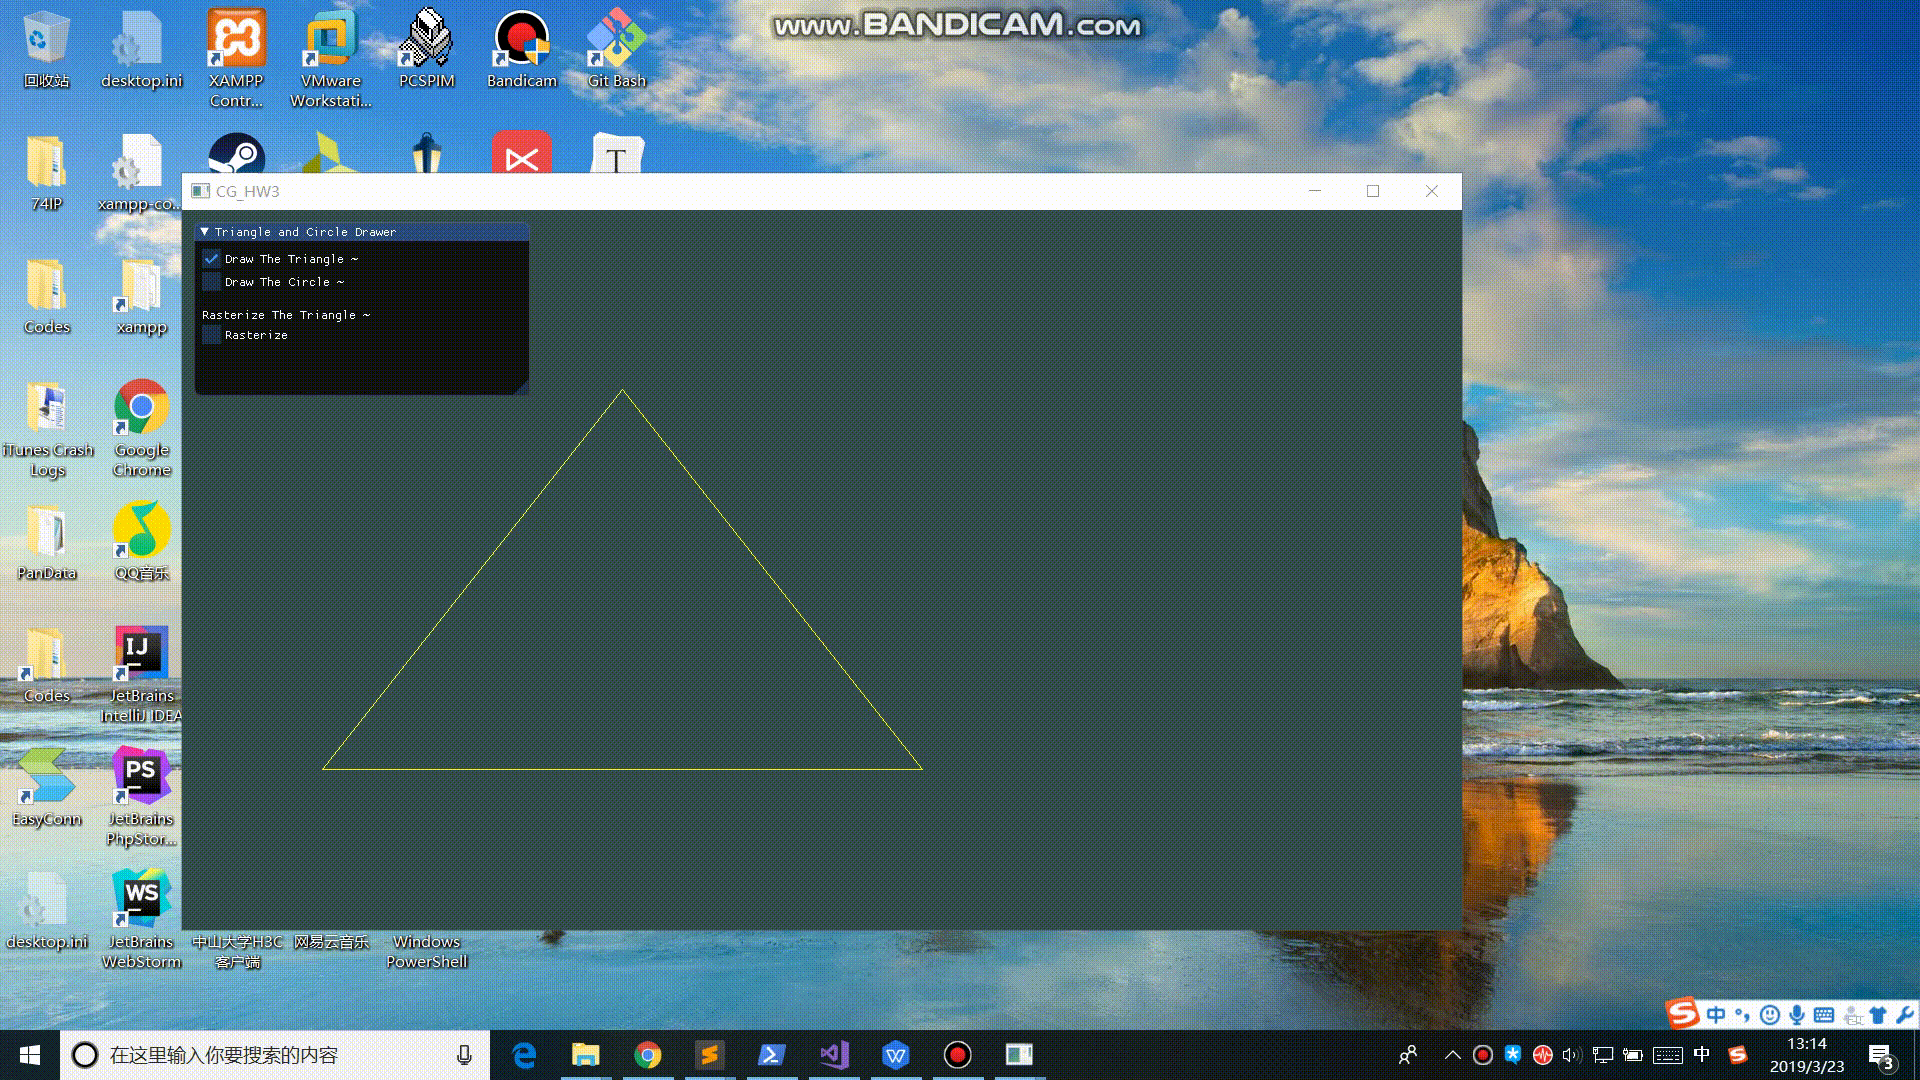 www.BANDICAM.com
回收站
desktop.ini
XAMPP
Contr...
VMware
Workstati...
PCSPIM
Bandicam
Git Bash
74IP
xampp-co...
T
CG_HW3
Triangle and Circle Drawer
Draw The Triangle ~
Draw The Circle ~
Rasterize The Triangle ~
Rasterize
Codes
xampp
iTunes Crash
Logs
Google
Chrome
PanData
QQ音乐
Codes
IJ
JetBrains
IntelliJ IDEA
EasyConn
PS
JetBrains
PhpStor...
desktop.ini
WS
JetBrains
WebStorm
中山大学H3C
客户端
网易云音乐
Windows
PowerShell
S
中
在这里输入你要搜索的内容
S
W
中
S
13:14
2019/3/23
3